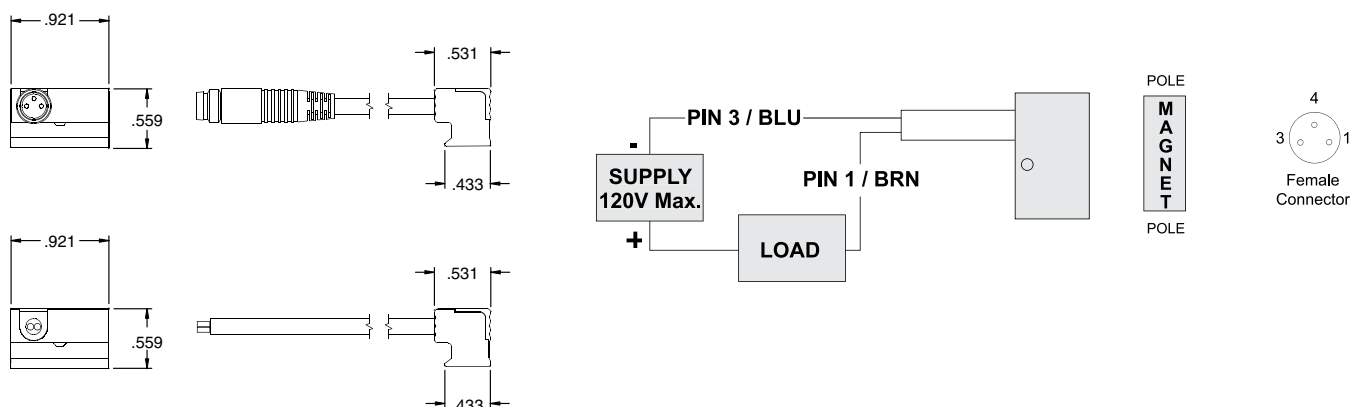 .921
.559
.531
.433
.921
.559
.531
.433
PIN 3 / BLU
-
SUPPLY
120V Max.
+
PIN 1 / BRN
LOAD
POLE
MAGNET
POLE
4
3
1
Female
Connector